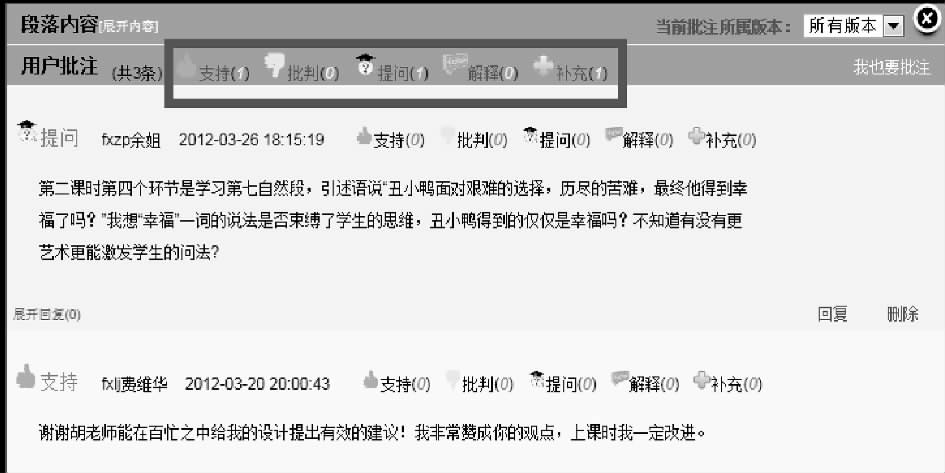 段落内容[展开内容] 当前批注所属版本： 所有版本
用户批注 (共3条) 支持(1) 批判(0) 提问(1) 解释(0) 补充(1) 我也要批注
提问 fxzp余姐 2012-03-26 18:15:19 支持(0) 批判(0) 提问(0) 解释(0) 补充(0)
第二课时第四个环节是学习第七自然段，引述语说“丑小鸭面对艰难的选择，历尽的苦难，最终他得到幸
福了吗？”我想“幸福”一词的说法是否束缚了学生的思维，丑小鸭得到的仅仅是幸福吗？不知道有没有更
艺术更能激发学生的问法?
展开回复(0) 回复 删除
支持 fxlj费维华 2012-03-20 20:00:43 支持(0) 批判(0) 提问(0) 解释(0) 补充(0)
谢谢胡老师能在百忙之中给我的设计提出有效的建议！我非常赞成你的观点，上课时我一定改进。